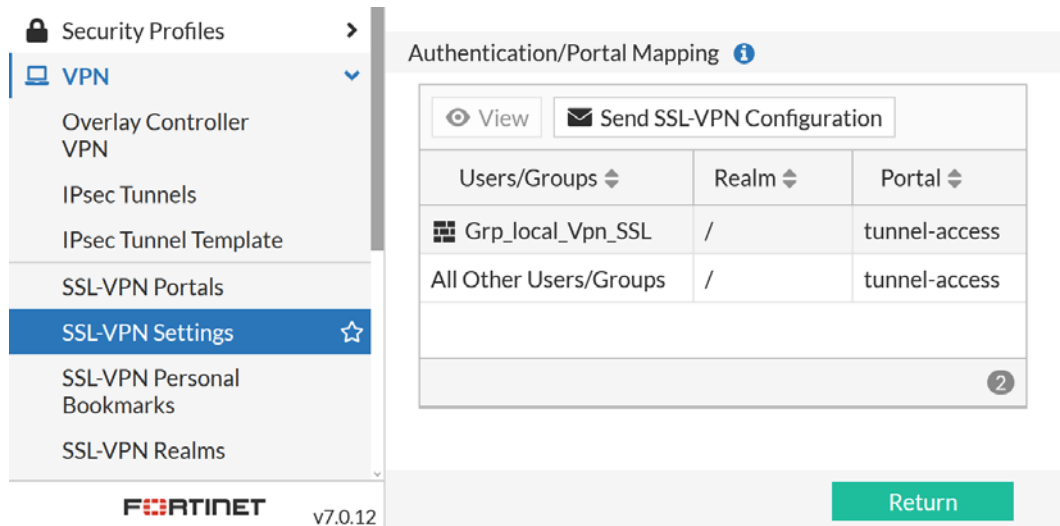 Security Profiles
VPN
Overlay Controller
VPN
IPsec Tunnels
IPsec Tunnel Template
SSL-VPN Portals
SSL-VPN Settings
SSL-VPN Personal
Bookmarks
SSL-VPN Realms
FORTINET v7.0.12
Authentication/Portal Mapping
View Send SSL-VPN Configuration
Users/Groups Realm Portal
Grp_local_Vpn_SSL / tunnel-access
All Other Users/Groups / tunnel-access
2
Return